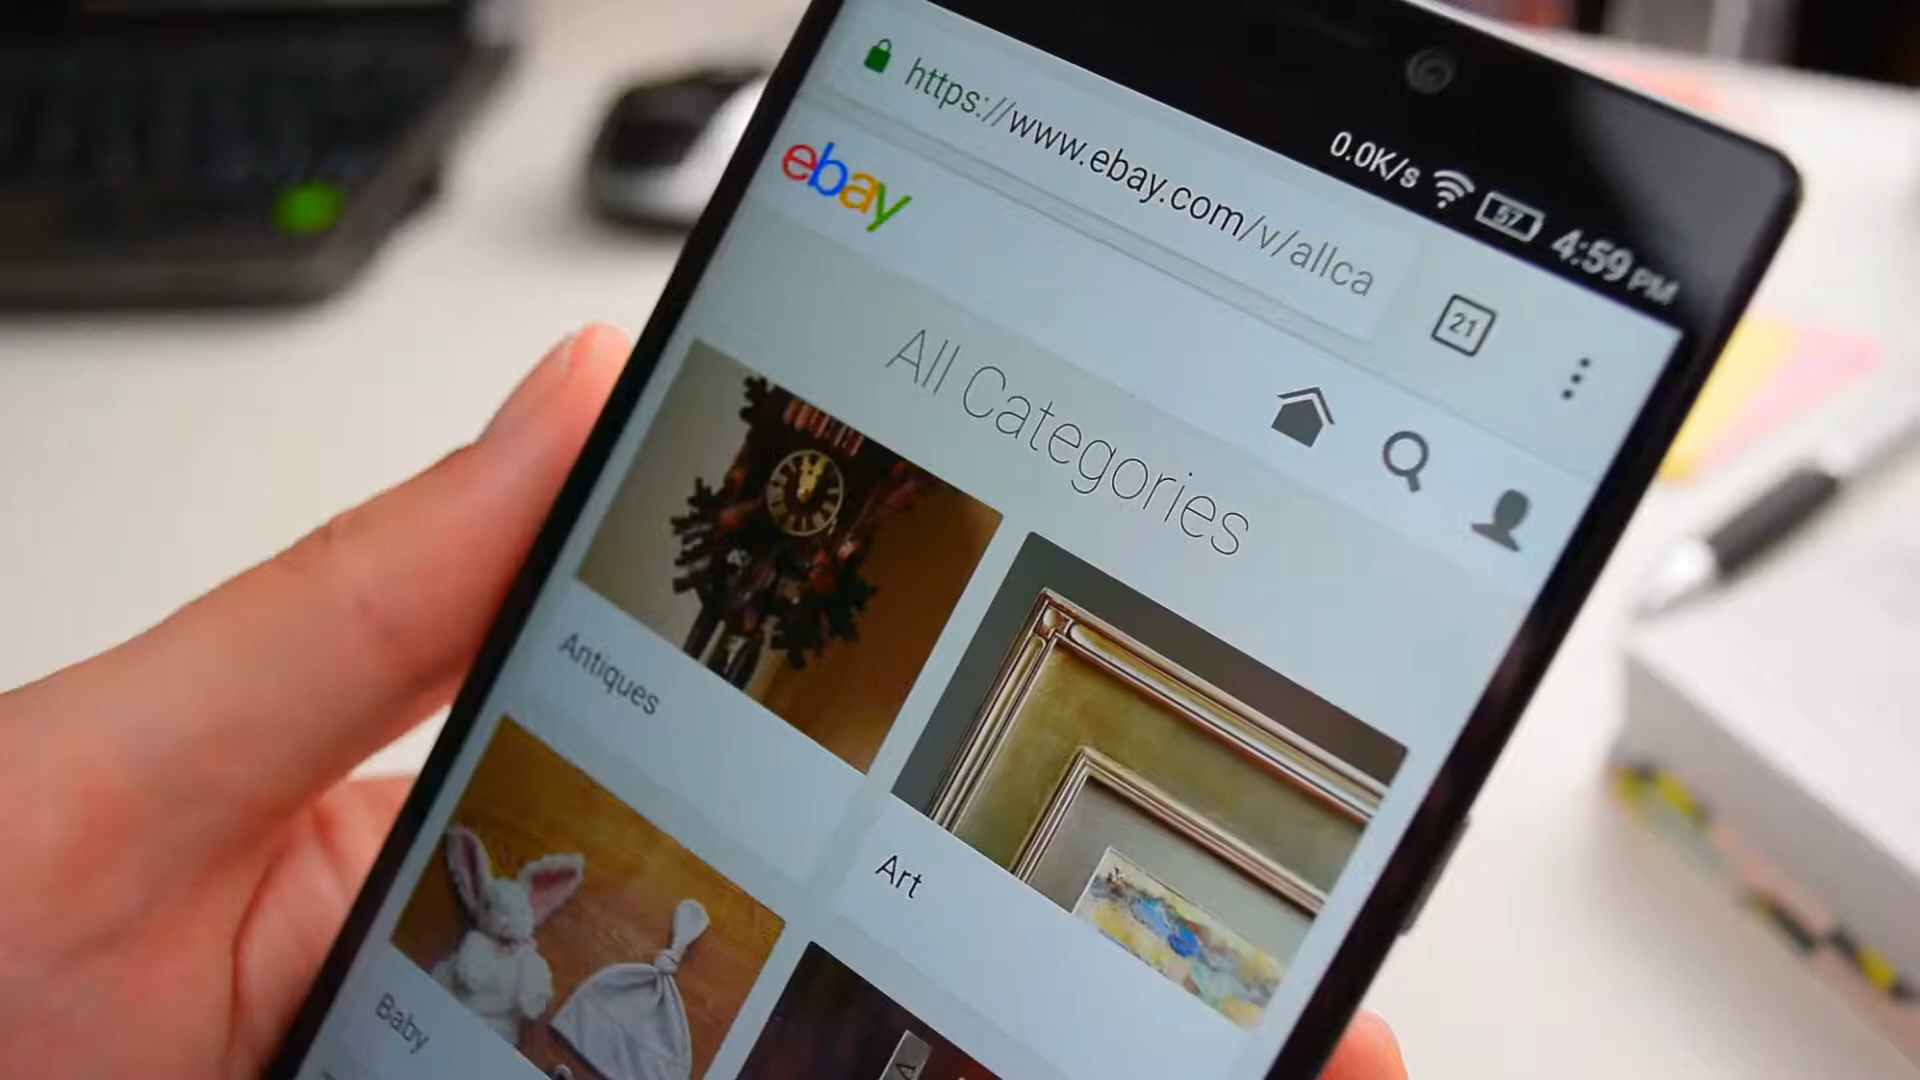 0.0K/s 57 4:59 PM
https://www.ebay.com/v/allca
21
ebay
All Categories
Antiques
Art
Baby